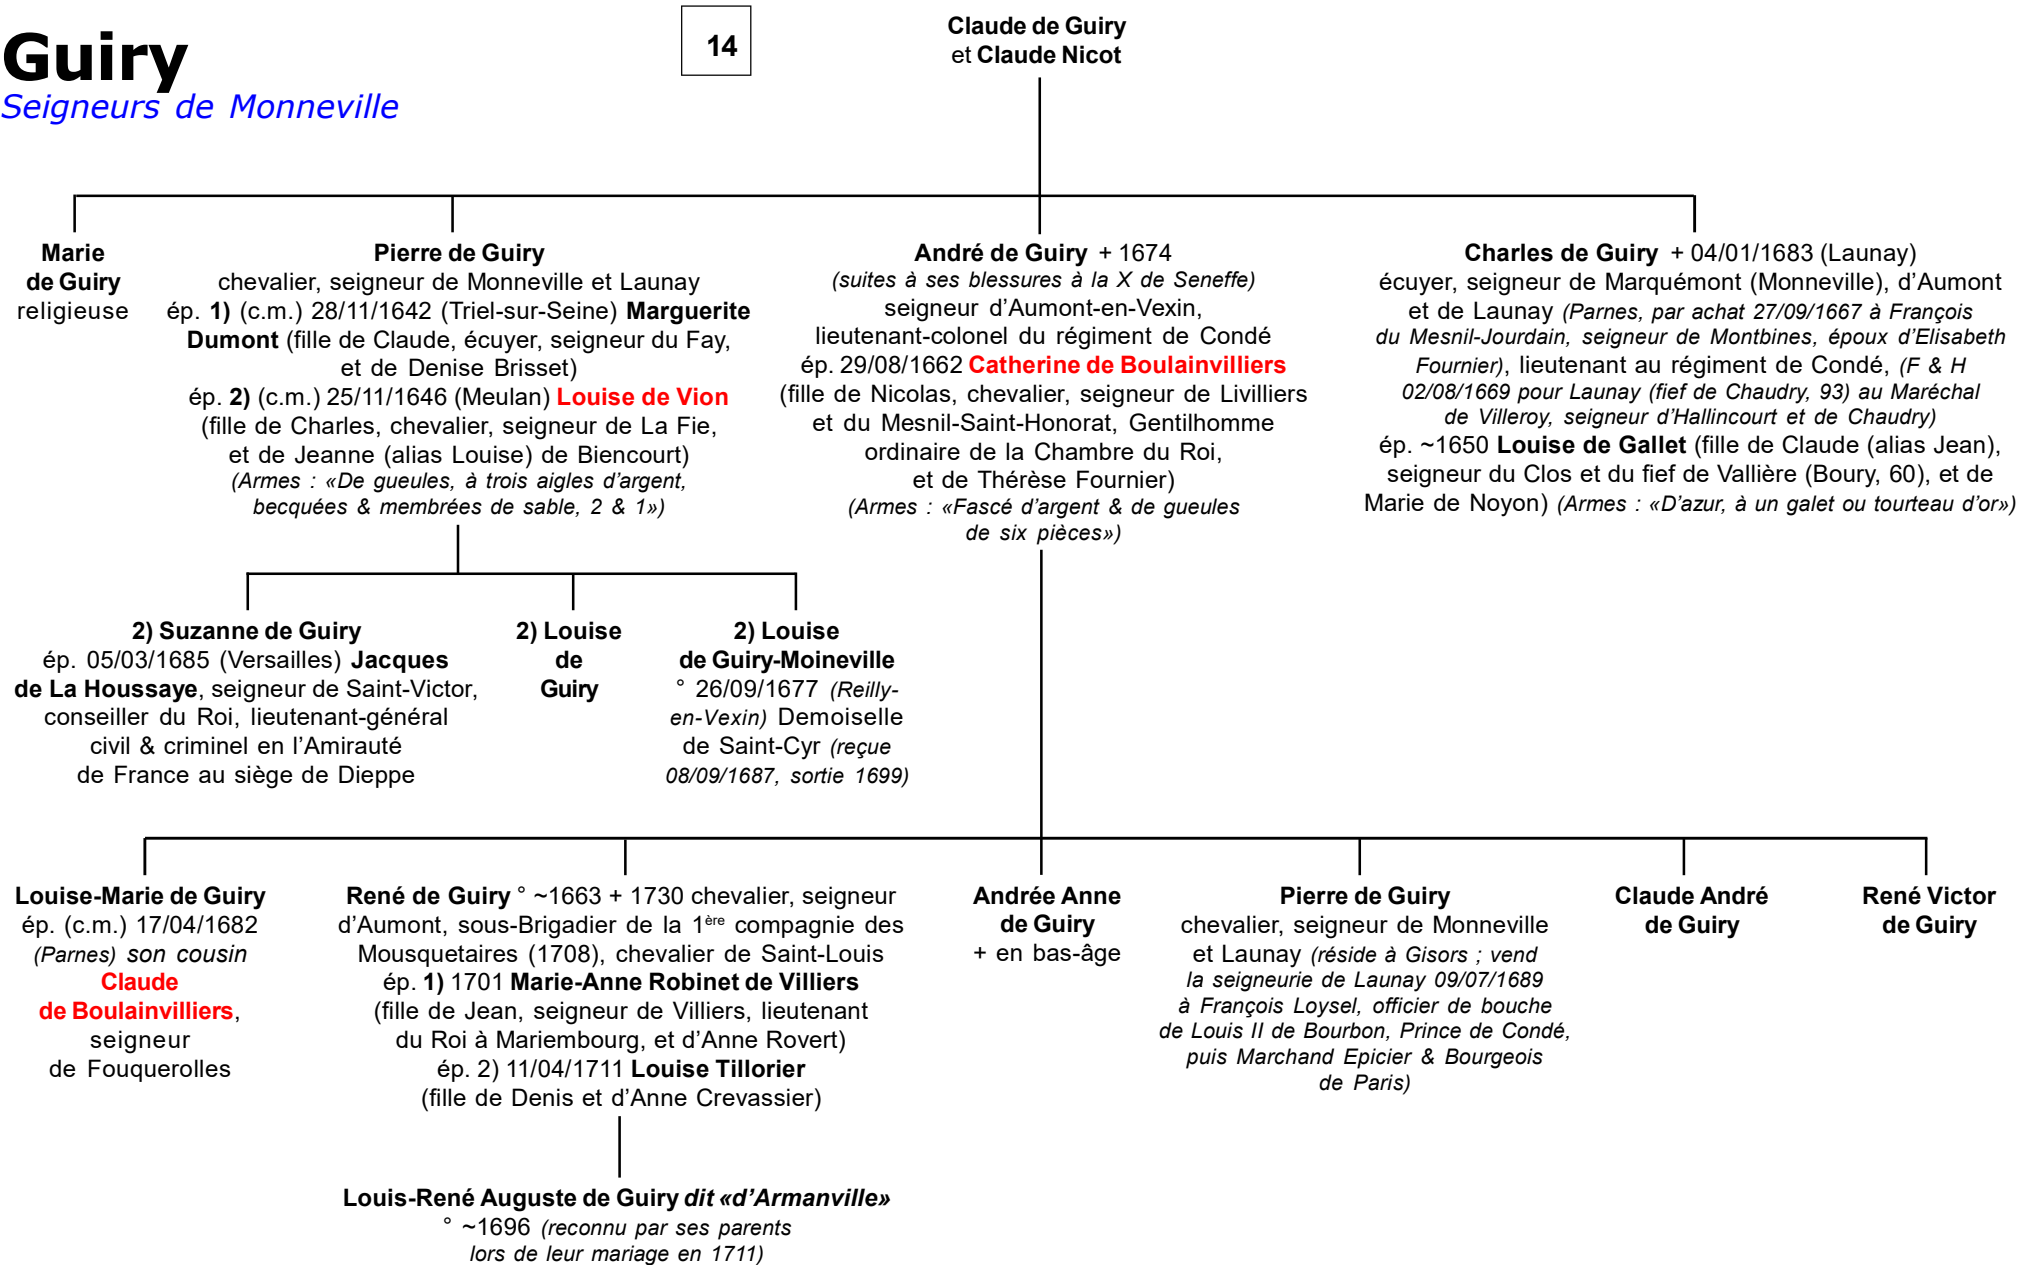 Guiry
Seigneurs de Monneville
14
Claude de Guiry
et Claude Nicot
Marie
de Guiry
religieuse
Pierre de Guiry
chevalier, seigneur de Monneville et Launay
ép. 1) (c.m.) 28/11/1642 (Triel-sur-Seine) Marguerite
Dumont (fille de Claude, écuyer, seigneur du Fay,
et de Denise Brisset)
ép. 2) (c.m.) 25/11/1646 (Meulan) Louise de Vion
(fille de Charles, chevalier, seigneur de La Fie,
et de Jeanne (alias Louise) de Biencourt)
(Armes : «De gueules, à trois aigles d’argent,
becquées & membrées de sable, 2 & 1»)
André de Guiry + 1674
(suites à ses blessures à la X de Seneffe)
seigneur d’Aumont-en-Vexin,
lieutenant-colonel du régiment de Condé
ép. 29/08/1662 Catherine de Boulainvilliers
(fille de Nicolas, chevalier, seigneur de Livilliers
et du Mesnil-Saint-Honorat, Gentilhomme
ordinaire de la Chambre du Roi,
et de Thérèse Fournier)
(Armes : «Fascé d’argent & de gueules
de six pièces»)
Charles de Guiry + 04/01/1683 (Launay)
écuyer, seigneur de Marquémont (Monneville), d’Aumont
et de Launay (Parnes, par achat 27/09/1667 à François
du Mesnil-Jourdain, seigneur de Montbines, époux d’Elisabeth
Fournier), lieutenant au régiment de Condé, (F & H
02/08/1669 pour Launay (fief de Chaudry, 93) au Maréchal
de Villeroy, seigneur d’Hallincourt et de Chaudry)
ép. ~1650 Louise de Gallet (fille de Claude (alias Jean),
seigneur du Clos et du fief de Vallière (Boury, 60), et de
Marie de Noyon) (Armes : «D’azur, à un galet ou tourteau d’or»)
2) Suzanne de Guiry
ép. 05/03/1685 (Versailles) Jacques
de La Houssaye, seigneur de Saint-Victor,
conseiller du Roi, lieutenant-général
civil & criminel en l’Amirauté
de France au siège de Dieppe
2) Louise
de
Guiry
2) Louise
de Guiry-Moineville
° 26/09/1677 (Reilly-
en-Vexin) Demoiselle
de Saint-Cyr (reçue
08/09/1687, sortie 1699)
Louise-Marie de Guiry
ép. (c.m.) 17/04/1682
(Parnes) son cousin
Claude
de Boulainvilliers,
seigneur
de Fouquerolles
René de Guiry ° ~1663 + 1730 chevalier, seigneur
d’Aumont, sous-Brigadier de la 1ère compagnie des
Mousquetaires (1708), chevalier de Saint-Louis
ép. 1) 1701 Marie-Anne Robinet de Villiers
(fille de Jean, seigneur de Villiers, lieutenant
du Roi à Mariembourg, et d’Anne Rovert)
ép. 2) 11/04/1711 Louise Tillorier
(fille de Denis et d’Anne Crevassier)
Andrée Anne
de Guiry
+ en bas-âge
Pierre de Guiry
chevalier, seigneur de Monneville
et Launay (réside à Gisors ; vend
la seigneurie de Launay 09/07/1689
à François Loysel, officier de bouche
de Louis II de Bourbon, Prince de Condé,
puis Marchand Epicier & Bourgeois
de Paris)
Claude André
de Guiry
René Victor
de Guiry
Louis-René Auguste de Guiry dit «d’Armanville»
° ~1696 (reconnu par ses parents
lors de leur mariage en 1711)